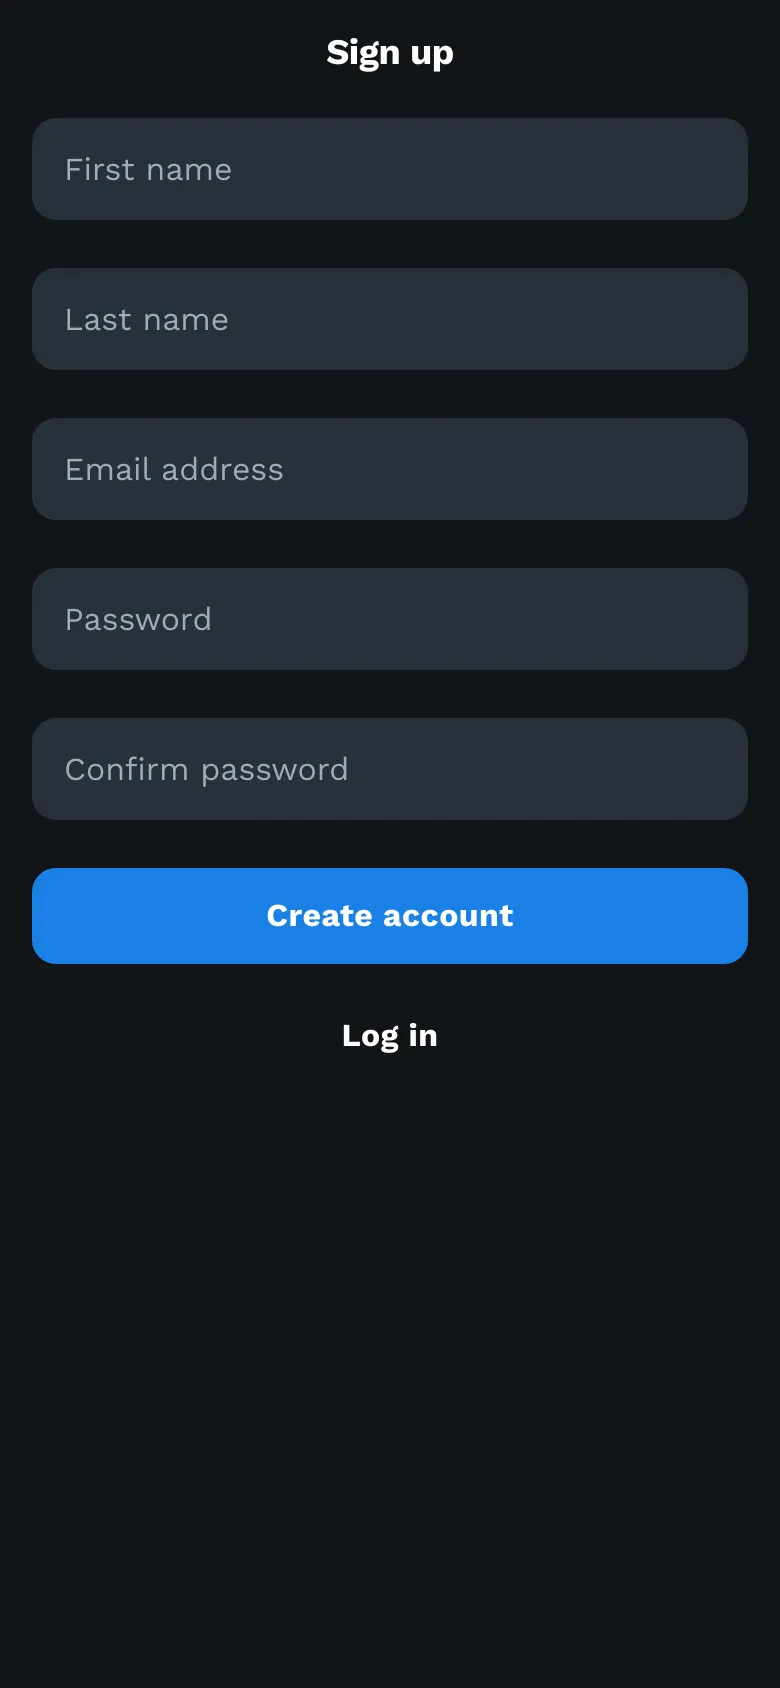 Sign up
First name
Last name
Email address
Password
Confirm password
Create account
Log in